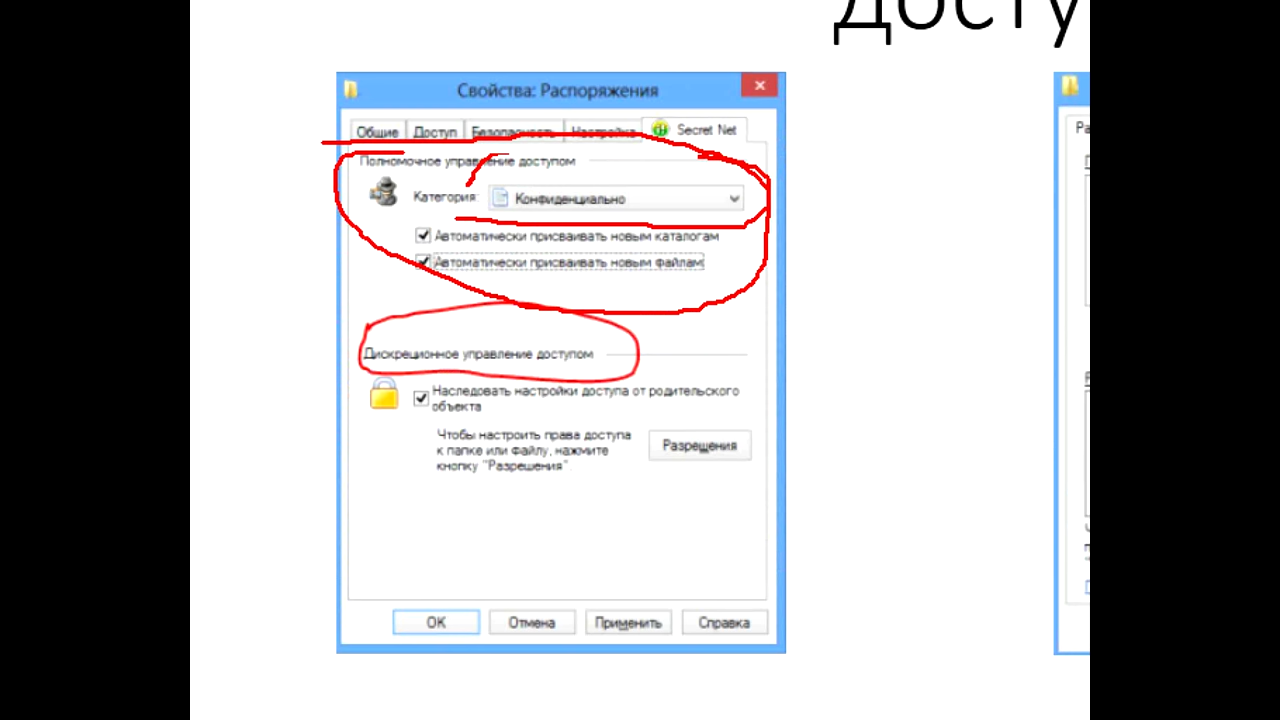 Досту
Свойства: Распоряжения
Общие Доступ Безопасность Настройка Secret Net
Полномочное управление доступом
Категория: Конфиденциально
Автоматически присваивать новым каталогам
Автоматически присваивать новым файлам
Дискреционное управление доступом
Наследовать настройки доступа от родительского
объекта
Чтобы настроить права доступа
к папке или файлу, нажмите
кнопку "Разрешения".
Разрешения
ОК Отмена Применить Справка
Ра